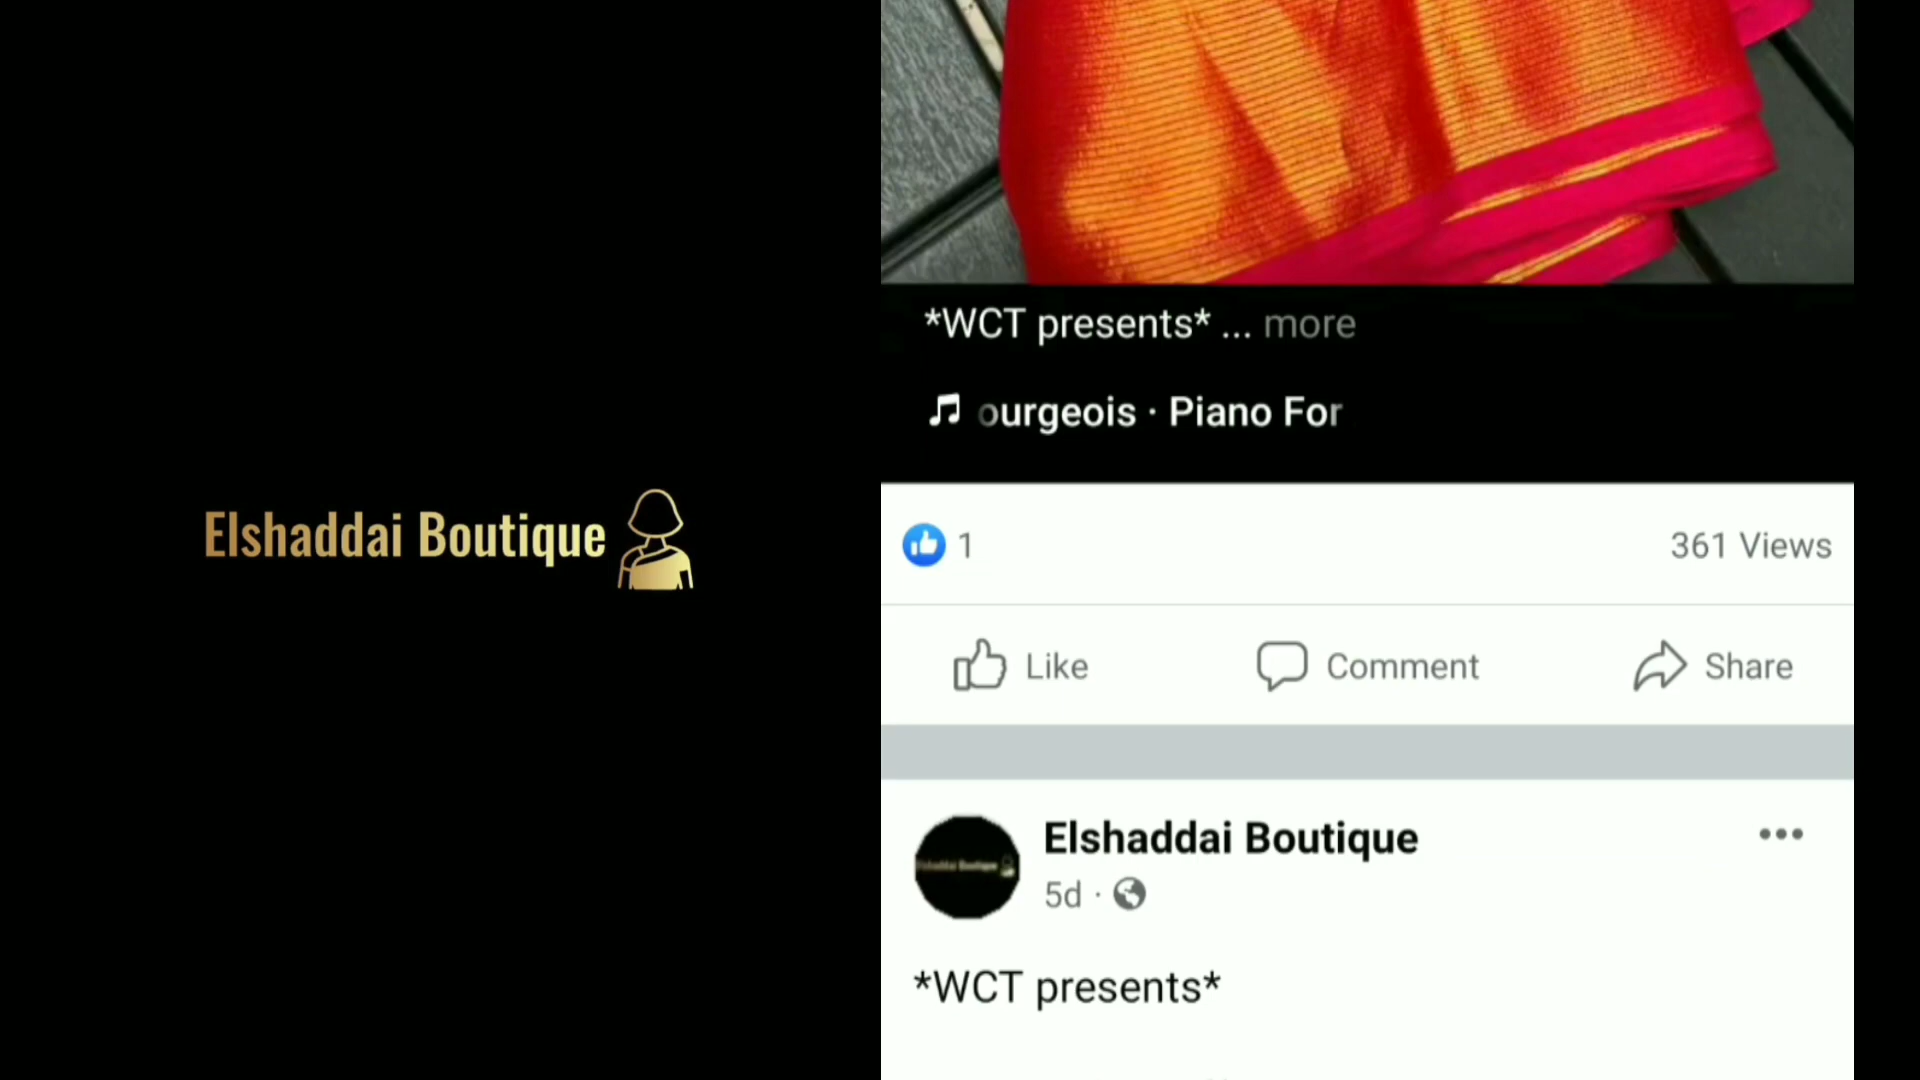 Elshaddai Boutique
*WCT presents* ... more
ourgeois · Piano For
1
361 Views
Like
Comment
Share
Elshaddai Boutique
5d ·
*WCT presents*